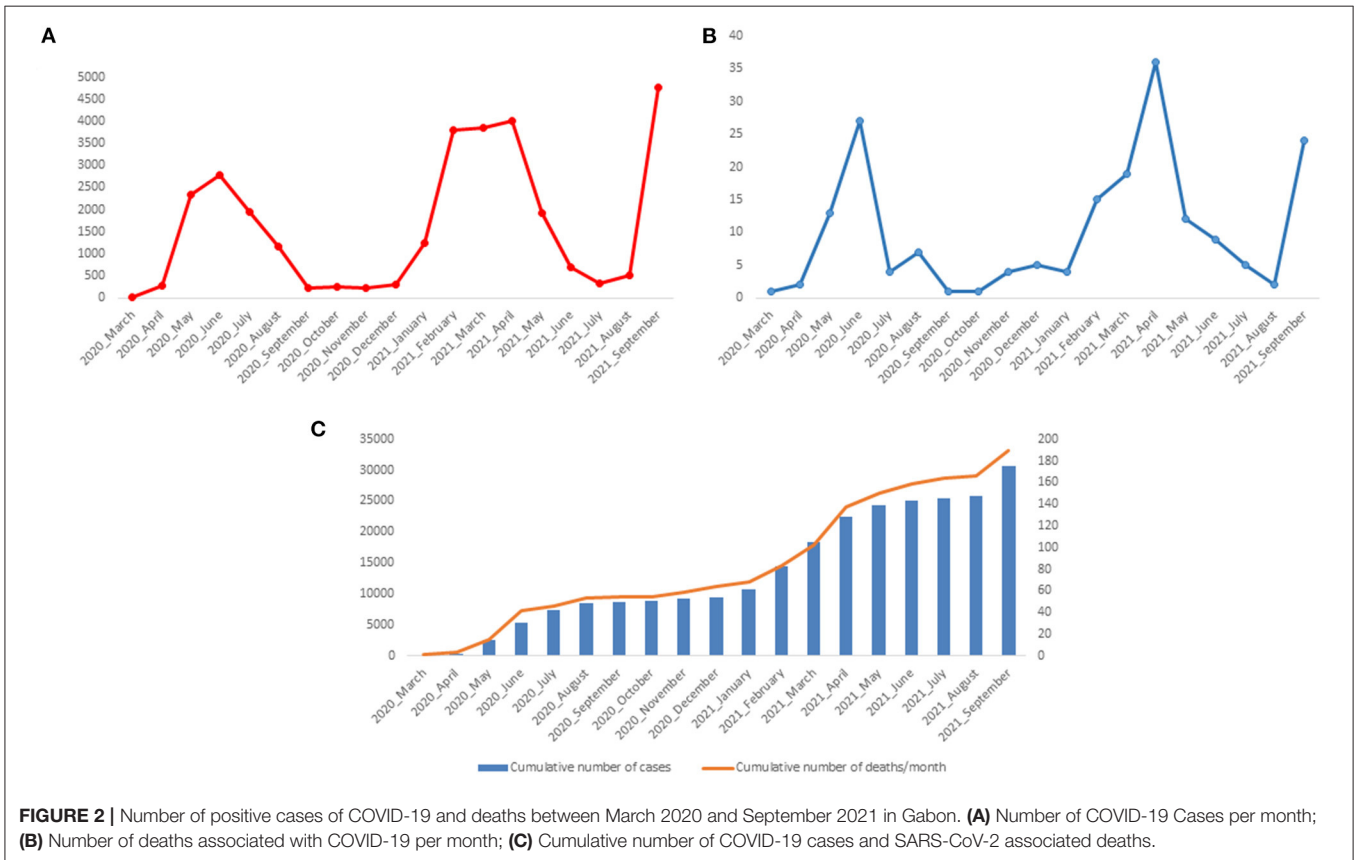 A
5000
4500
4000
3500
3000
2500
2000
1500
1000
500
0
2020_March
2020_April
2020_May
2020_June
2020_July
2020_August
2020_September
2020_October
2020_November
2020_December
2021_January
2021_February
2021_March
2021_April
2021_May
2021_June
2021_July
2021_August
2021_September
B
40
35
30
25
20
15
10
5
0
2020_March
2020_April
2020_May
2020_June
2020_July
2020_August
2020_September
2020_October
2020_November
2020_December
2021_January
2021_February
2021_March
2021_April
2021_May
2021_June
2021_July
2021_August
2021_September
C
35000
30000
25000
20000
15000
10000
5000
0
200
180
160
140
120
100
80
60
40
20
0
2020_March
2020_April
2020_May
2020_June
2020_July
2020_August
2020_September
2020_October
2020_November
2020_December
2021_January
2021_February
2021_March
2021_April
2021_May
2021_June
2021_July
2021_August
2021_September
Cumulative number of cases
Cumulative number of deaths/month
FIGURE 2 | Number of positive cases of COVID-19 and deaths between March 2020 and September 2021 in Gabon. (A) Number of COVID-19 Cases per month;
(B) Number of deaths associated with COVID-19 per month; (C) Cumulative number of COVID-19 cases and SARS-CoV-2 associated deaths.